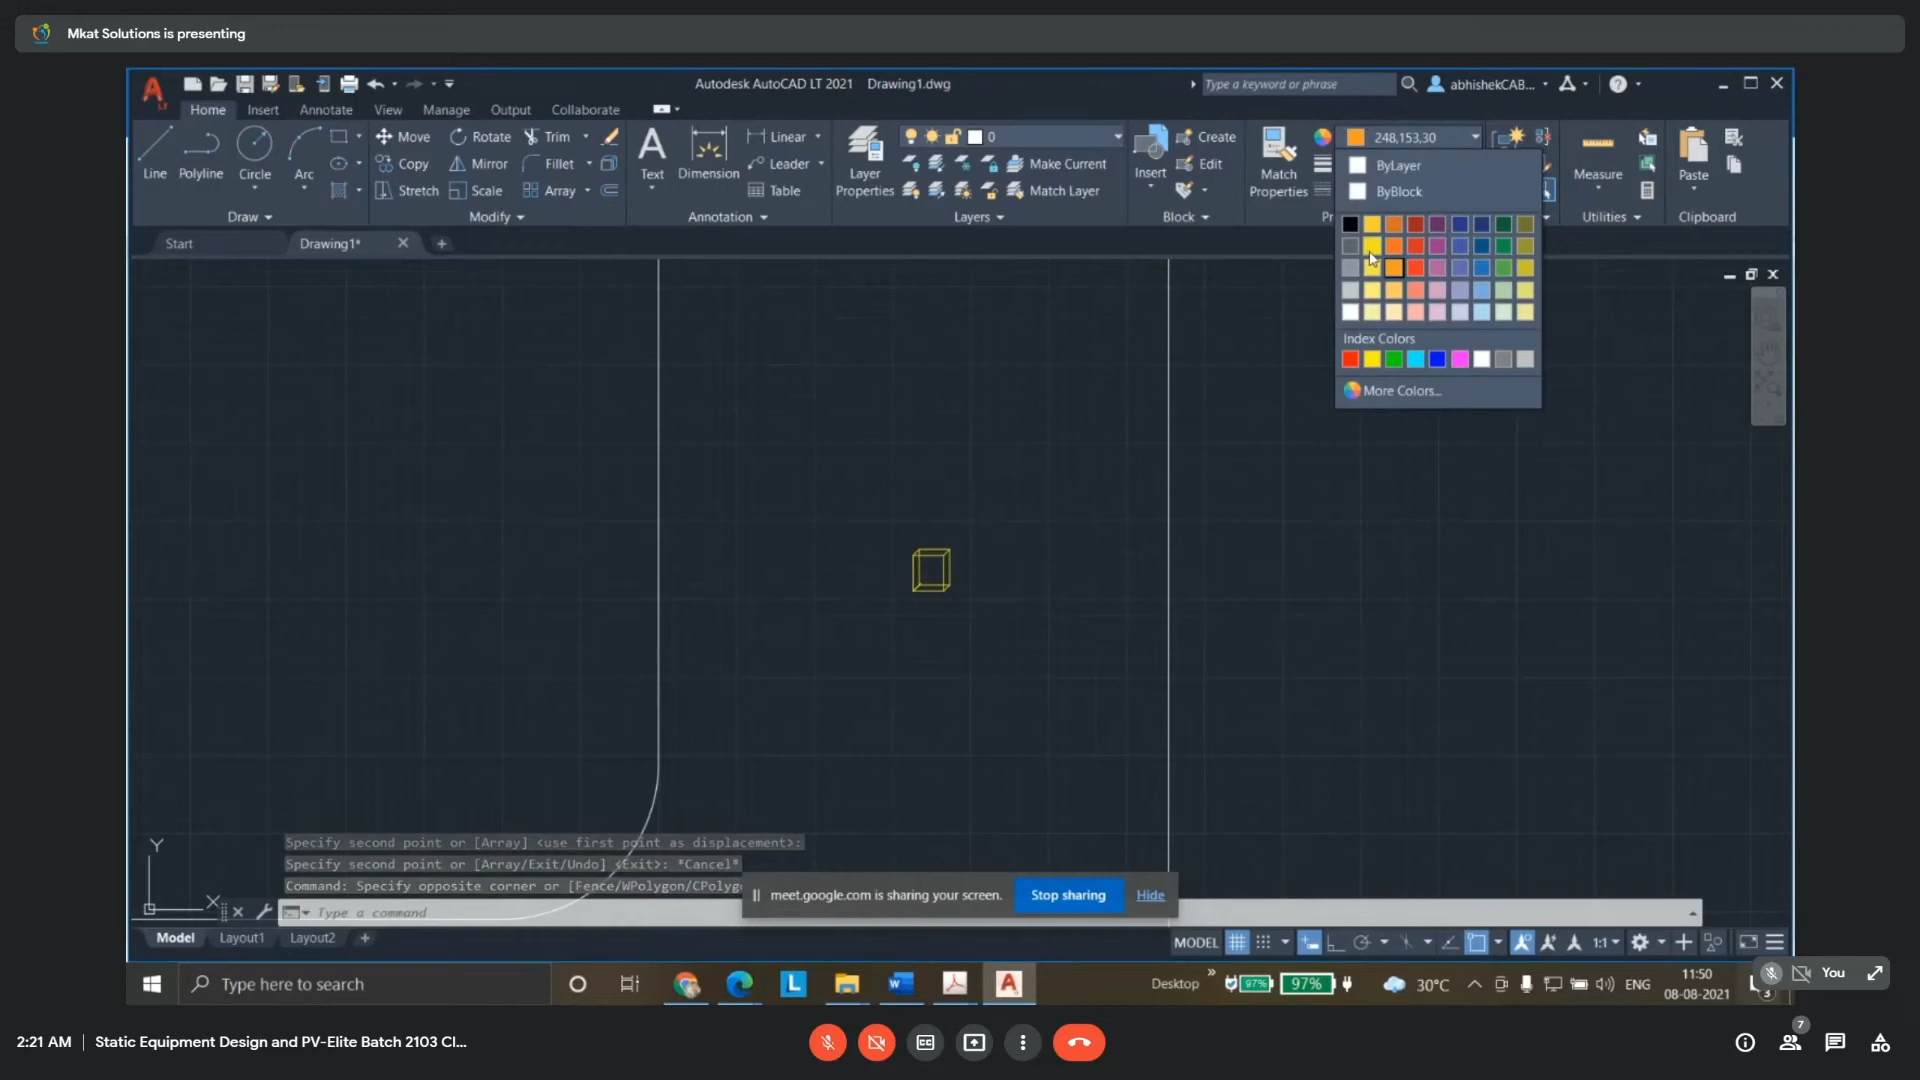 Mkat Solutions is presenting
Autodesk AutoCAD LT 2021 Drawing1.dwg
Type a keyword or phrase
abhishekCAB...
Home Insert Annotate View Manage Output Collaborate
Line
Polyline
Circle
Arc
Draw
Move Rotate Trim
Copy Mirror Fillet
Stretch Scale Array
Modify
Text
Dimension
Linear
Leader
Table
Annotation
Layer Properties
0
Make Current
Match Layer
Layers
Insert
Create
Edit
Block
Match Properties
248,153,30
ByLayer
ByBlock
Index Colors
More Colors...
Measure
Utilities
Paste
Clipboard
Start Drawing1*
Specify second point or [Array] <use first point as displacement>:
Specify second point or [Array/Exit/Undo] <Exit>: *Cancel*
Command: Specify opposite corner or [Fence/WPolygon/CPolyg
Type a command
meet.google.com is sharing your screen. Stop sharing Hide
Y
X
Model Layout1 Layout2
MODEL 1:1
Type here to search
Desktop 97% 97% 30°C ENG
11:50
08-08-2021
3
You
2:21 AM Static Equipment Design and PV-Elite Batch 2103 Cl...
7